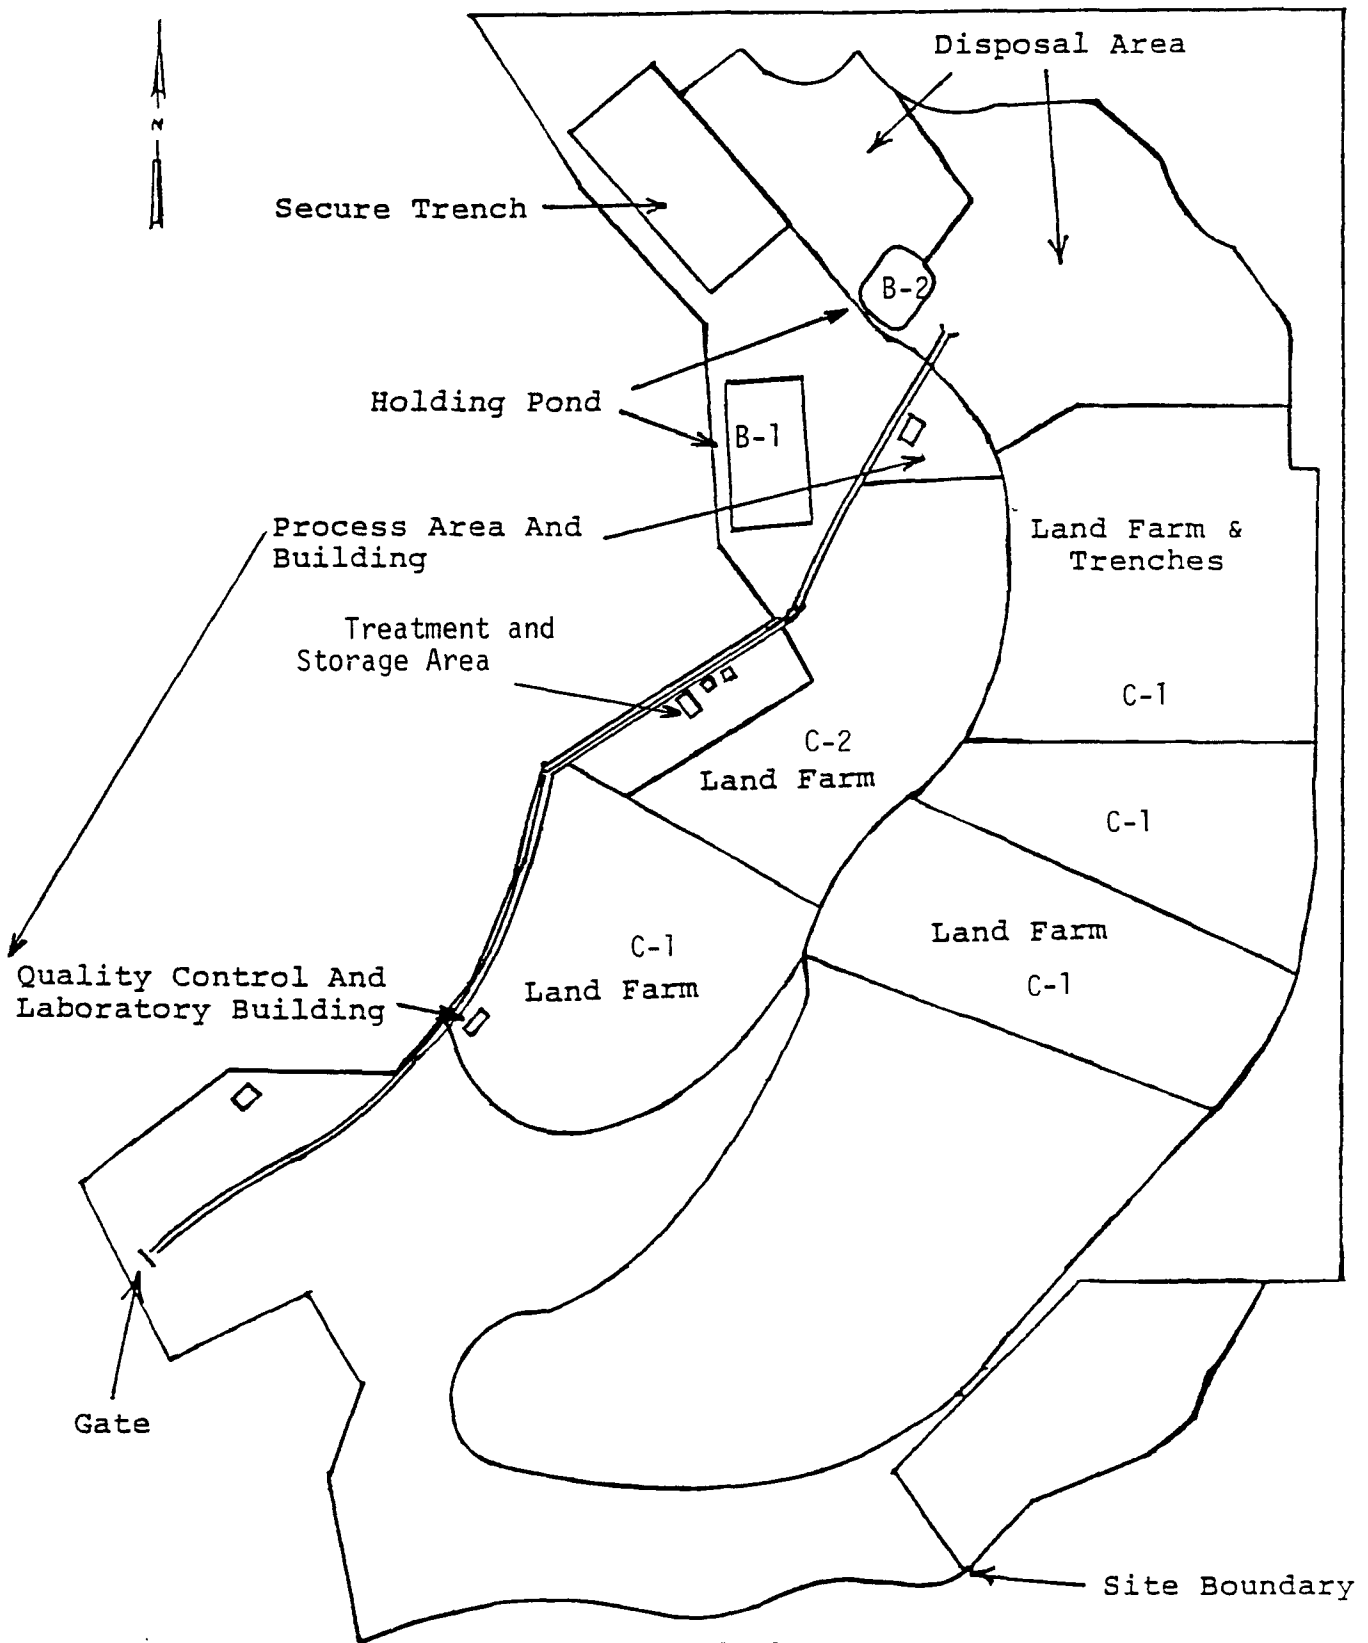 Disposal Area
N
Secure Trench
B-2
Holding Pond
B-1
Process Area And
Building
Land Farm &
Trenches
Treatment and
Storage Area
C-1
C-2
Land Farm
C-1
Land Farm
C-1
C-1
Land Farm
Quality Control And
Laboratory Building
Gate
Site Boundary